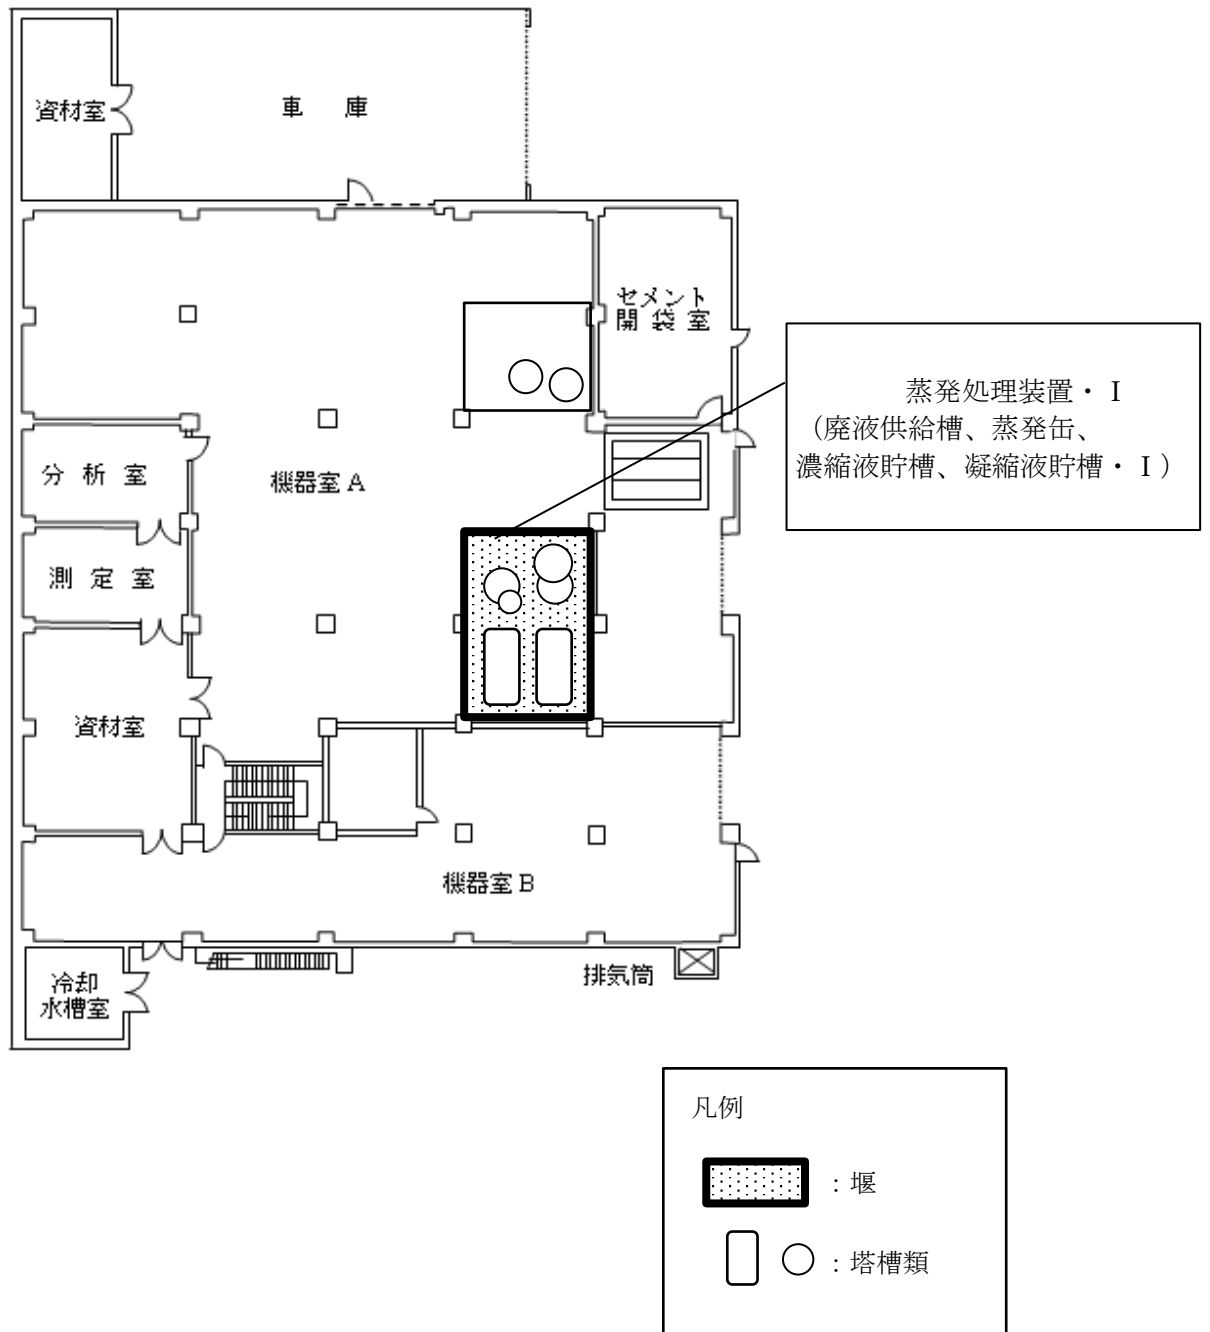 資材室
車 庫
セメント
開 袋 室
蒸発処理装置・Ⅰ
（廃液供給槽、蒸発缶、
濃縮液貯槽、凝縮液貯槽・Ⅰ）
分 析 室
機器室 A
測 定 室
資材室
機器室 B
冷却
水槽室
排気筒
凡例
：堰
：塔槽類